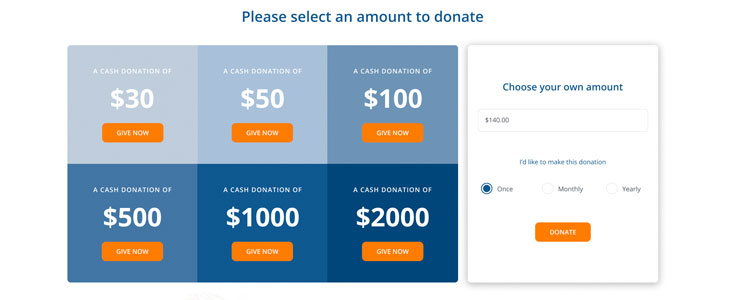 Please select an amount to donate
A CASH DONATION OF
$30
GIVE NOW
A CASH DONATION OF
$50
GIVE NOW
A CASH DONATION OF
$100
GIVE NOW
A CASH DONATION OF
$500
GIVE NOW
A CASH DONATION OF
$1000
GIVE NOW
A CASH DONATION OF
$2000
GIVE NOW
Choose your own amount
$140.00
I'd like to make this donation
Once Monthly Yearly
DONATE